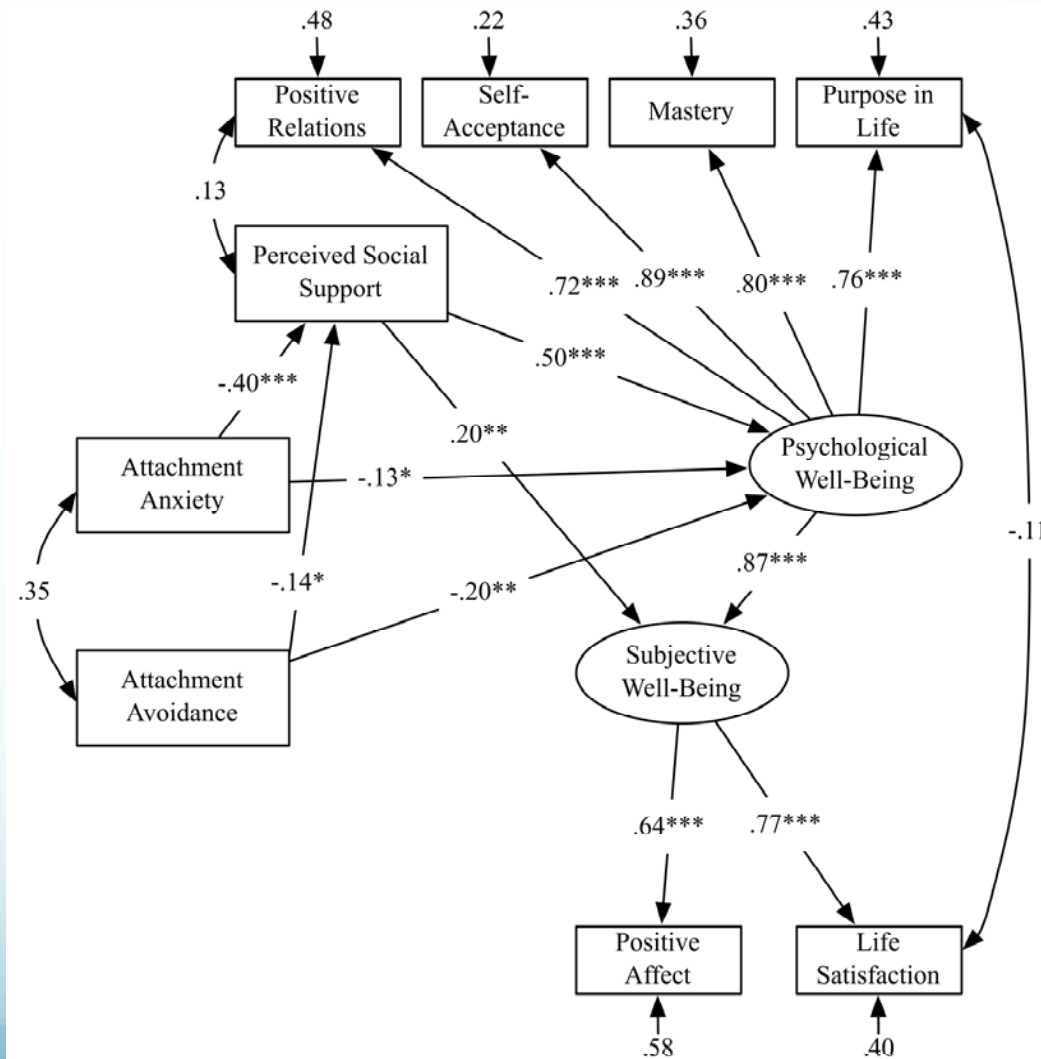 .48
.22
.36
.43
Positive
Relations
Self-
Acceptance
Mastery
Purpose in
Life
.13
Perceived Social
Support
.72***
.89***
.80***
.76***
.50***
-.40***
.20**
Attachment
Anxiety
-.13*
Psychological
Well-Being
-.11
.35
-.14*
-.20**
.87***
Attachment
Avoidance
Subjective
Well-Being
.64***
.77***
Positive
Affect
Life
Satisfaction
.58
.40